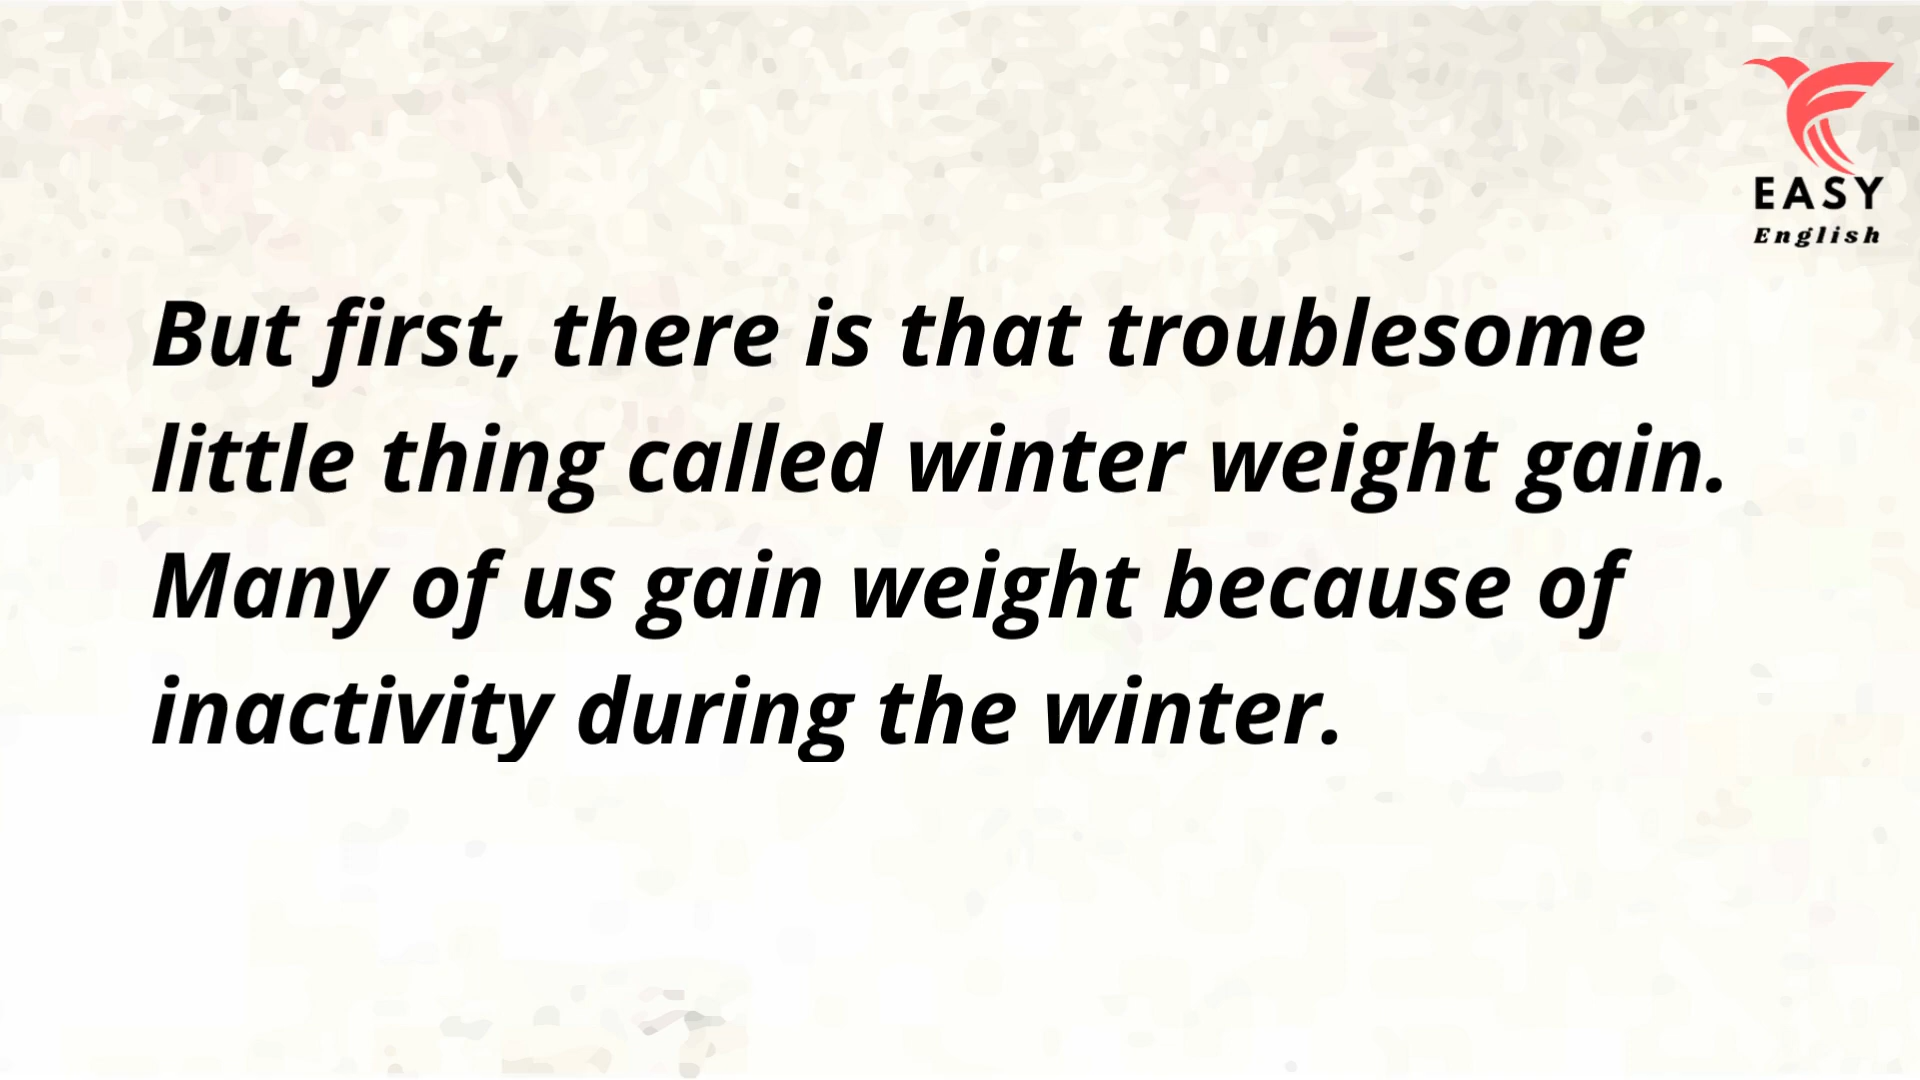 EASY
English
But first, there is that troublesome
little thing called winter weight gain.
Many of us gain weight because of
inactivity during the winter.